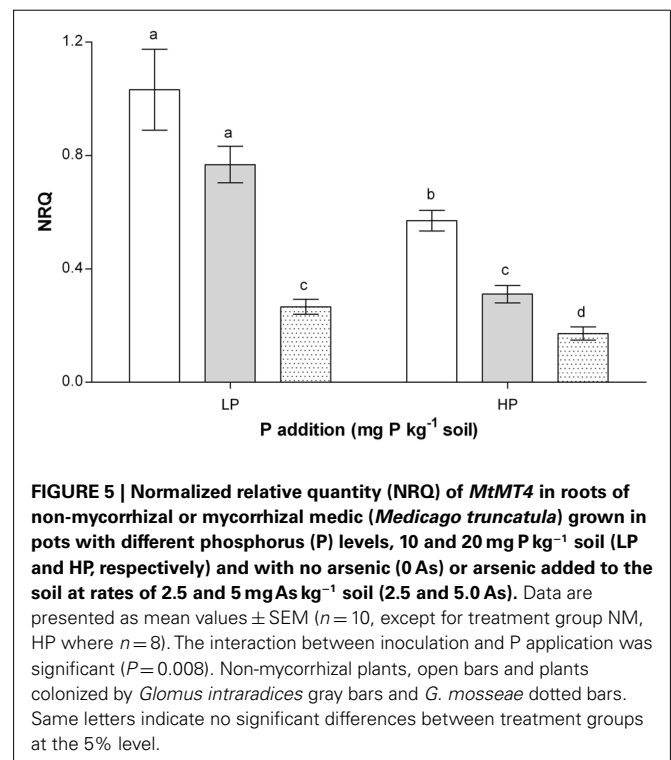 1.2
0.8
0.4
0.0
NRQ
a
a
c
b
c
d
LP
HP
P addition (mg P kg⁻¹ soil)
FIGURE 5 | Normalized relative quantity (NRQ) of MtMT4 in roots of
non-mycorrhizal or mycorrhizal medic (Medicago truncatula) grown in
pots with different phosphorus (P) levels, 10 and 20 mg P kg⁻¹ soil (LP
and HP, respectively) and with no arsenic (0 As) or arsenic added to the
soil at rates of 2.5 and 5 mg As kg⁻¹ soil (2.5 and 5.0 As). Data are
presented as mean values ± SEM (n = 10, except for treatment group NM,
HP where n = 8). The interaction between inoculation and P application was
significant (P = 0.008). Non-mycorrhizal plants, open bars and plants
colonized by Glomus intraradices gray bars and G. mosseae dotted bars.
Same letters indicate no significant differences between treatment groups
at the 5% level.